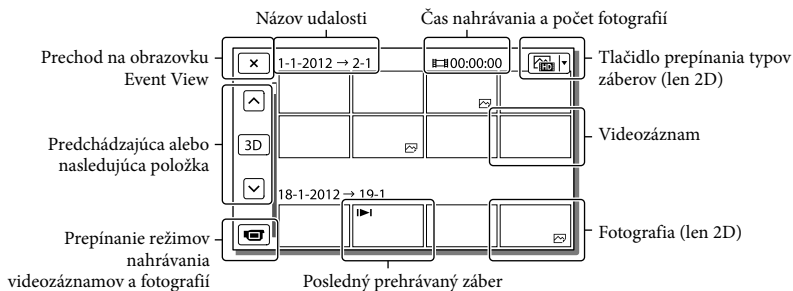 Názov udalosti
Čas nahrávania a počet fotografií
Prechod na obrazovku
Event View
1-1-2012 → 2-1
00:00:00
HD
Tlačidlo prepínania typov
záberov (len 2D)
Predchádzajúca alebo
nasledujúca položka
3D
Videozáznam
18-1-2012 → 19-1
Prepínanie režimov
nahrávania
videozáznamov a fotografií
Fotografia (len 2D)
Posledný prehrávaný záber